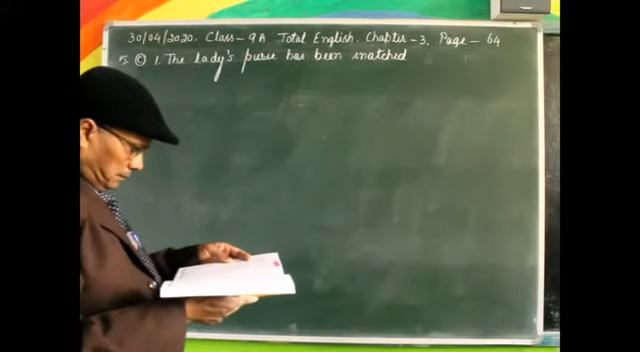 30/04/2020. Class-9A Total English. Chapter-3. Page-64
5. © 1. The lady's purse has been snatched